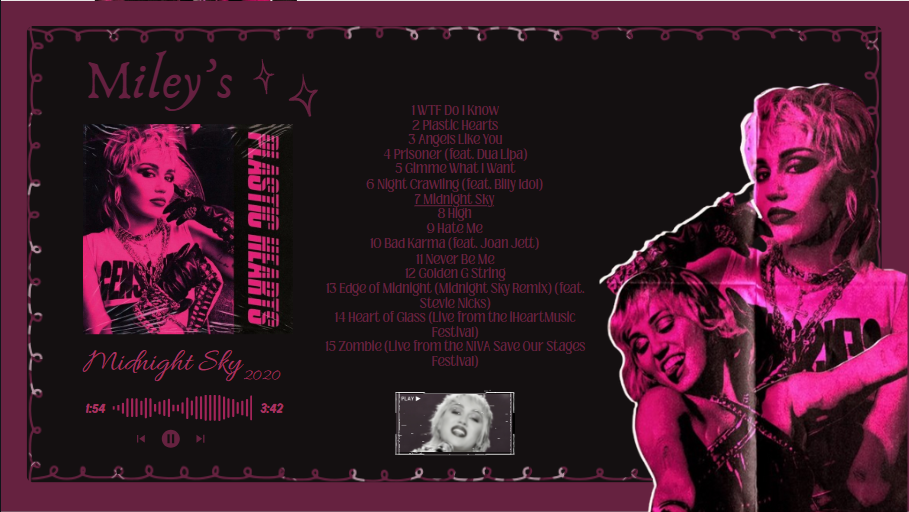 Miley's
PLASTIC HEARTS
Midnight Sky 2020
1:54
3:42
1 WTF Do I Know
2 Plastic Hearts
3 Angels Like You
4 Prisoner (feat. Dua Lipa)
5 Gimme What I Want
6 Night Crawling (feat. Billy Idol)
7 Midnight Sky
8 High
9 Hate Me
10 Bad Karma (feat. Joan Jett)
11 Never Be Me
12 Golden G String
13 Edge of Midnight (Midnight Sky Remix) (feat.
Stevie Nicks)
14 Heart of Glass (Live from the iHeartMusic
Festival)
15 Zombie (Live from the NIVA Save Our Stages
Festival)
PLAY